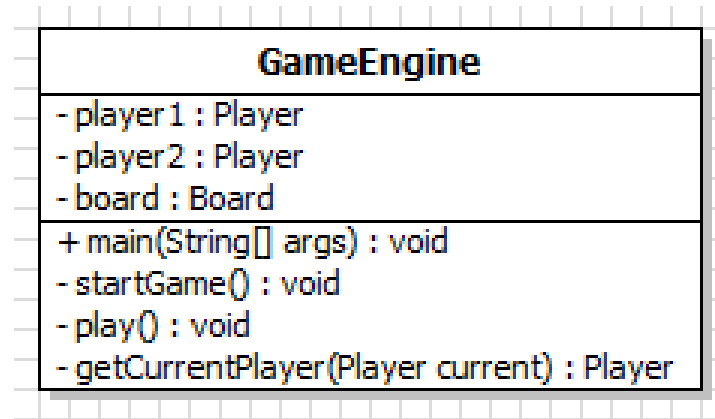 GameEngine
- player1 : Player
- player2 : Player
- board : Board
+ main(String[] args) : void
- startGame() : void
- play() : void
- getCurrentPlayer(Player current) : Player